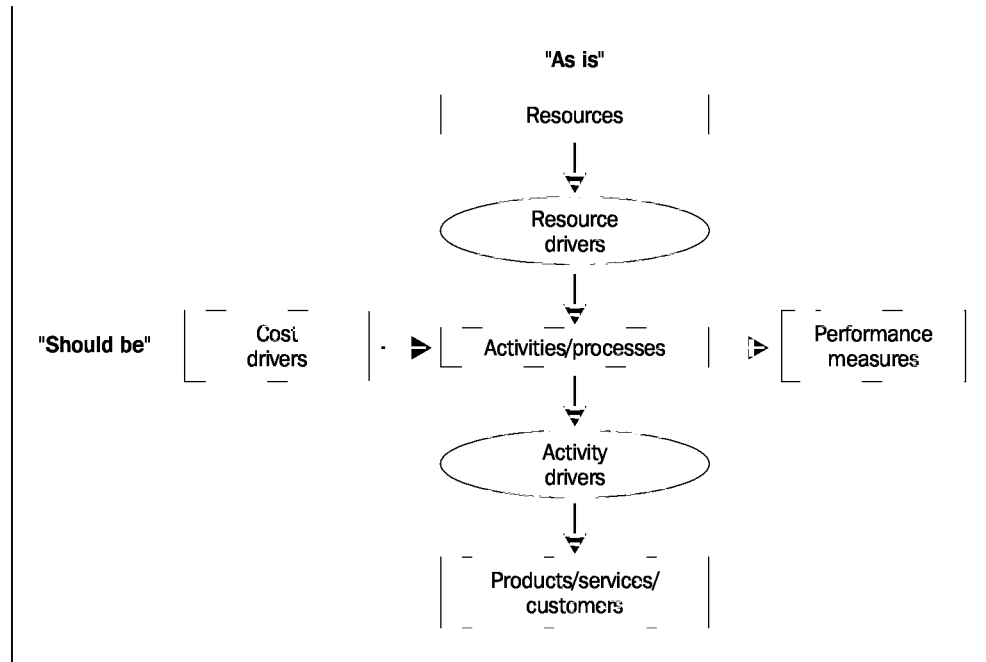 "As is"
Resources
Resource
drivers
"Should be"
Cost
drivers
Activities/processes
Performance
measures
Activity
drivers
Products/services/
customers